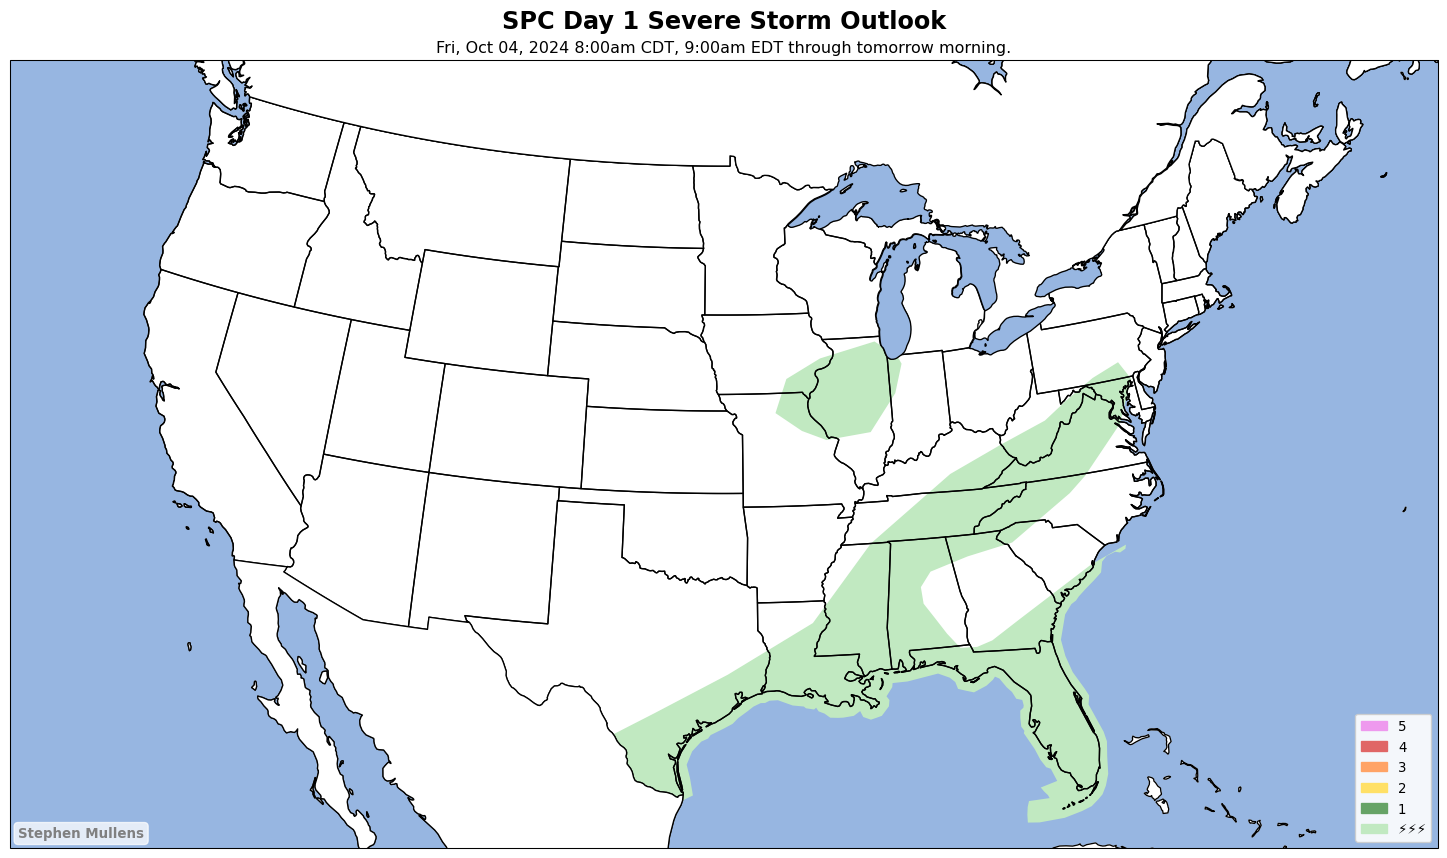 SPC Day 1 Severe Storm Outlook
Fri, Oct 04, 2024 8:00am CDT, 9:00am EDT through tomorrow morning.
5
4
3
2
1
⚡⚡⚡
Stephen Mullens